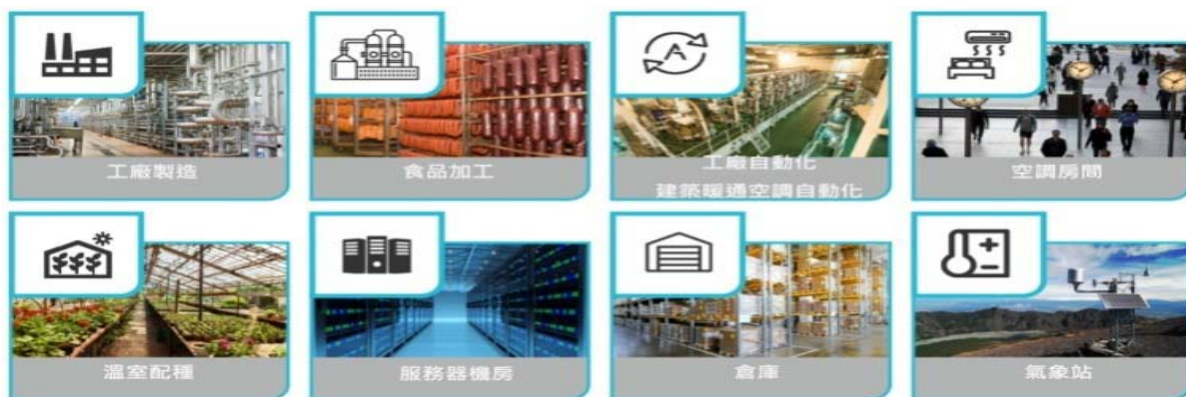 工廠製造
食品加工
工廠自動化
建築暖通空調自動化
空調房間
溫室配種
服務器機房
倉庫
氣象站